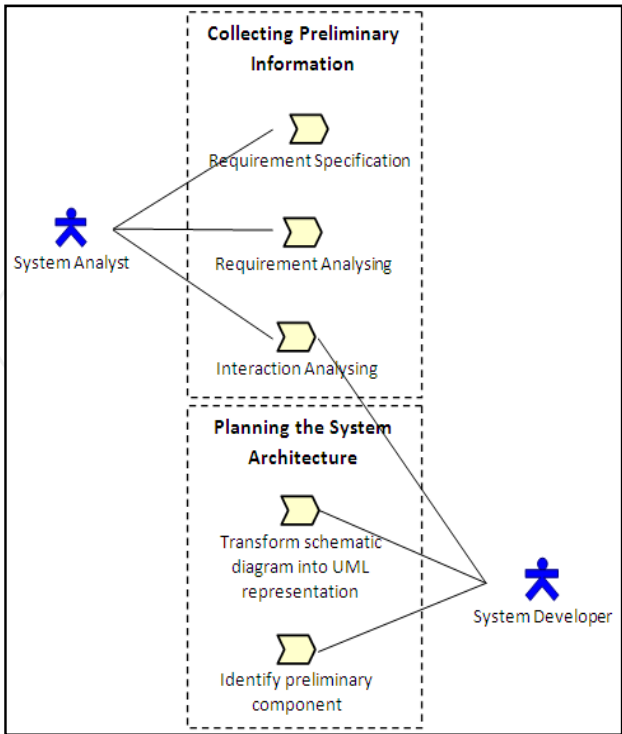 Collecting Preliminary
Information
Requirement Specification
System Analyst
Requirement Analysing
Interaction Analysing
Planning the System
Architecture
Transform schematic
diagram into UML
representation
System Developer
Identify preliminary
component